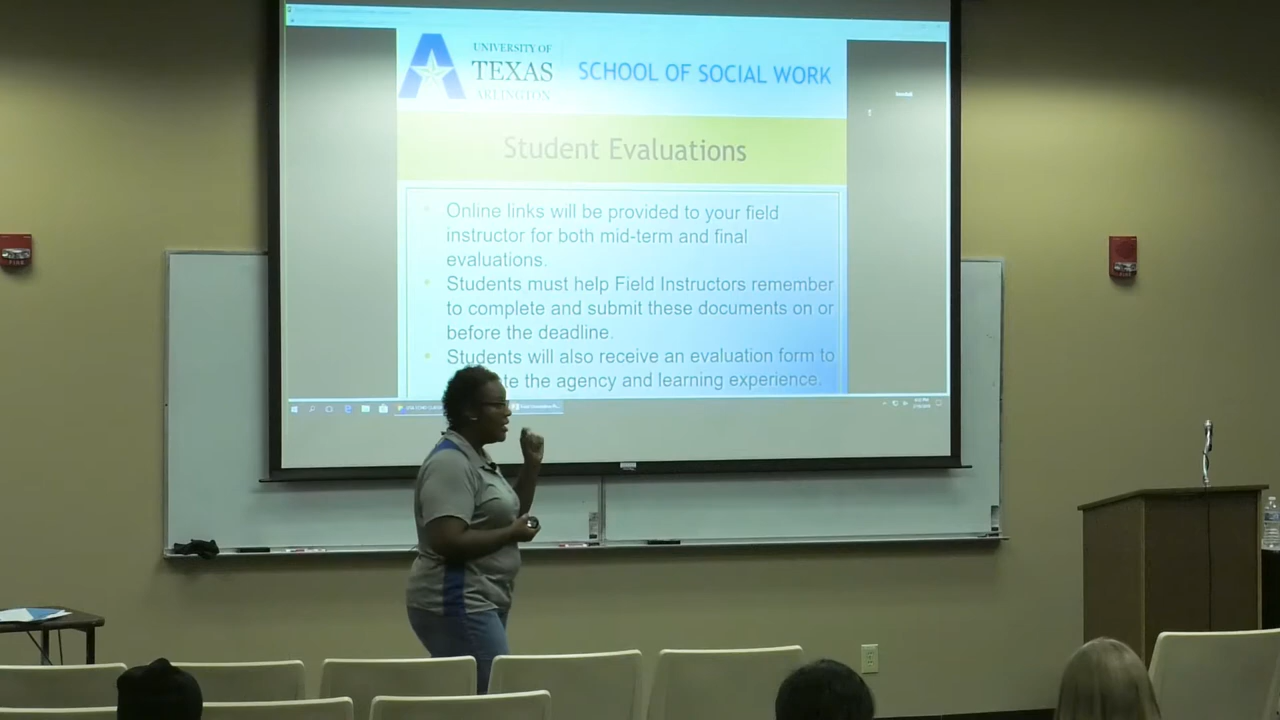 UNIVERSITY OF
TEXAS
ARLINGTON
SCHOOL OF SOCIAL WORK
Student Evaluations
Online links will be provided to your field
instructor for both mid-term and final
evaluations.
Students must help Field Instructors remember
to complete and submit these documents on or
before the deadline.
Students will also receive an evaluation form to
the agency and learning experience.
FIRE